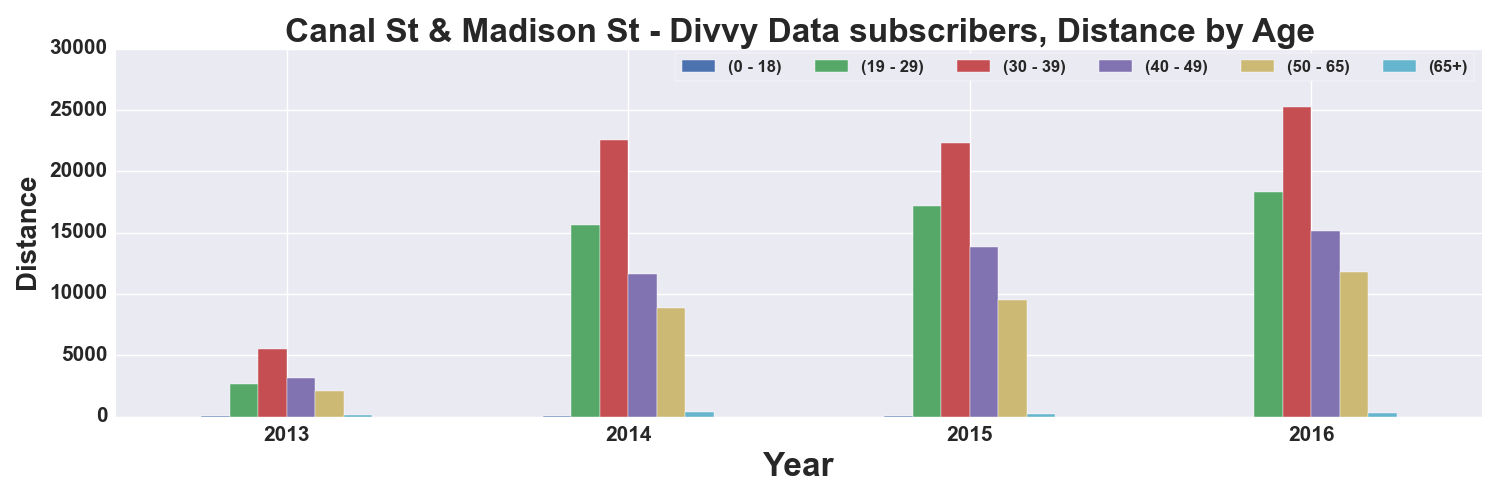 Canal St & Madison St - Divvy Data subscribers, Distance by Age
30000
(0 - 18) (19 - 29) (30 - 39) (40 - 49) (50 - 65) (65+)
25000
20000
15000
10000
5000
0
Distance
2013 2014 2015 2016
Year